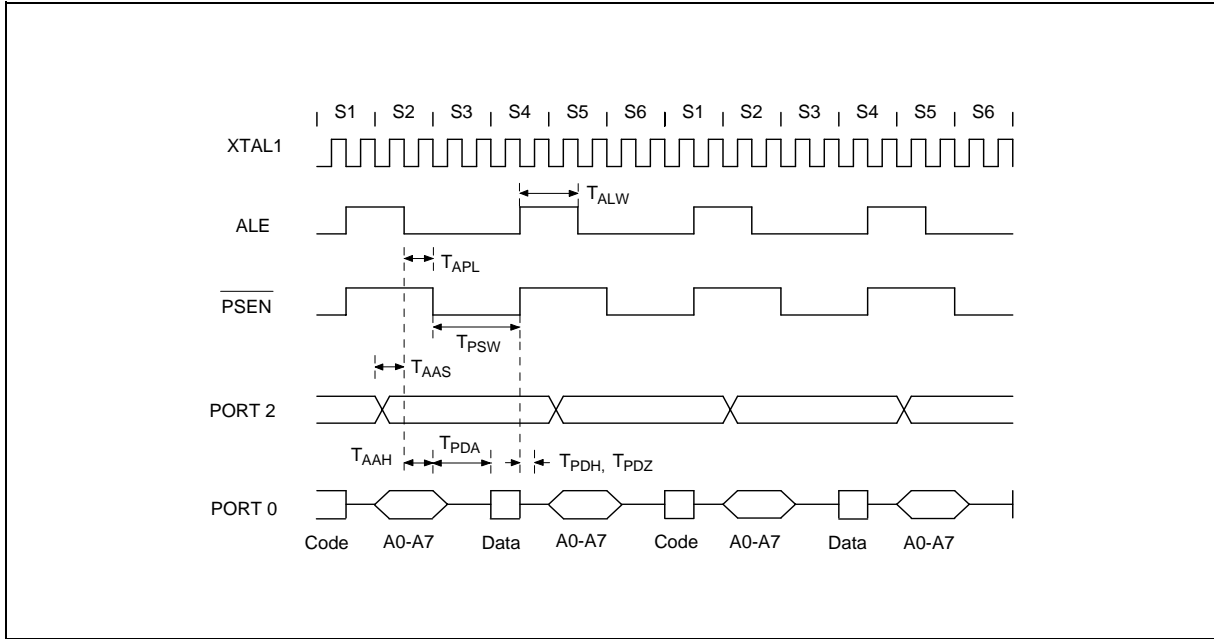 S1 S2 S3 S4 S5 S6 S1 S2 S3 S4 S5 S6
XTAL1
TALW
ALE
TAPL
PSEN
TPSW
TAAS
PORT 2
TAAH TPDA TPDH, TPDZ
PORT 0
Code A0-A7 Data A0-A7 Code A0-A7 Data A0-A7